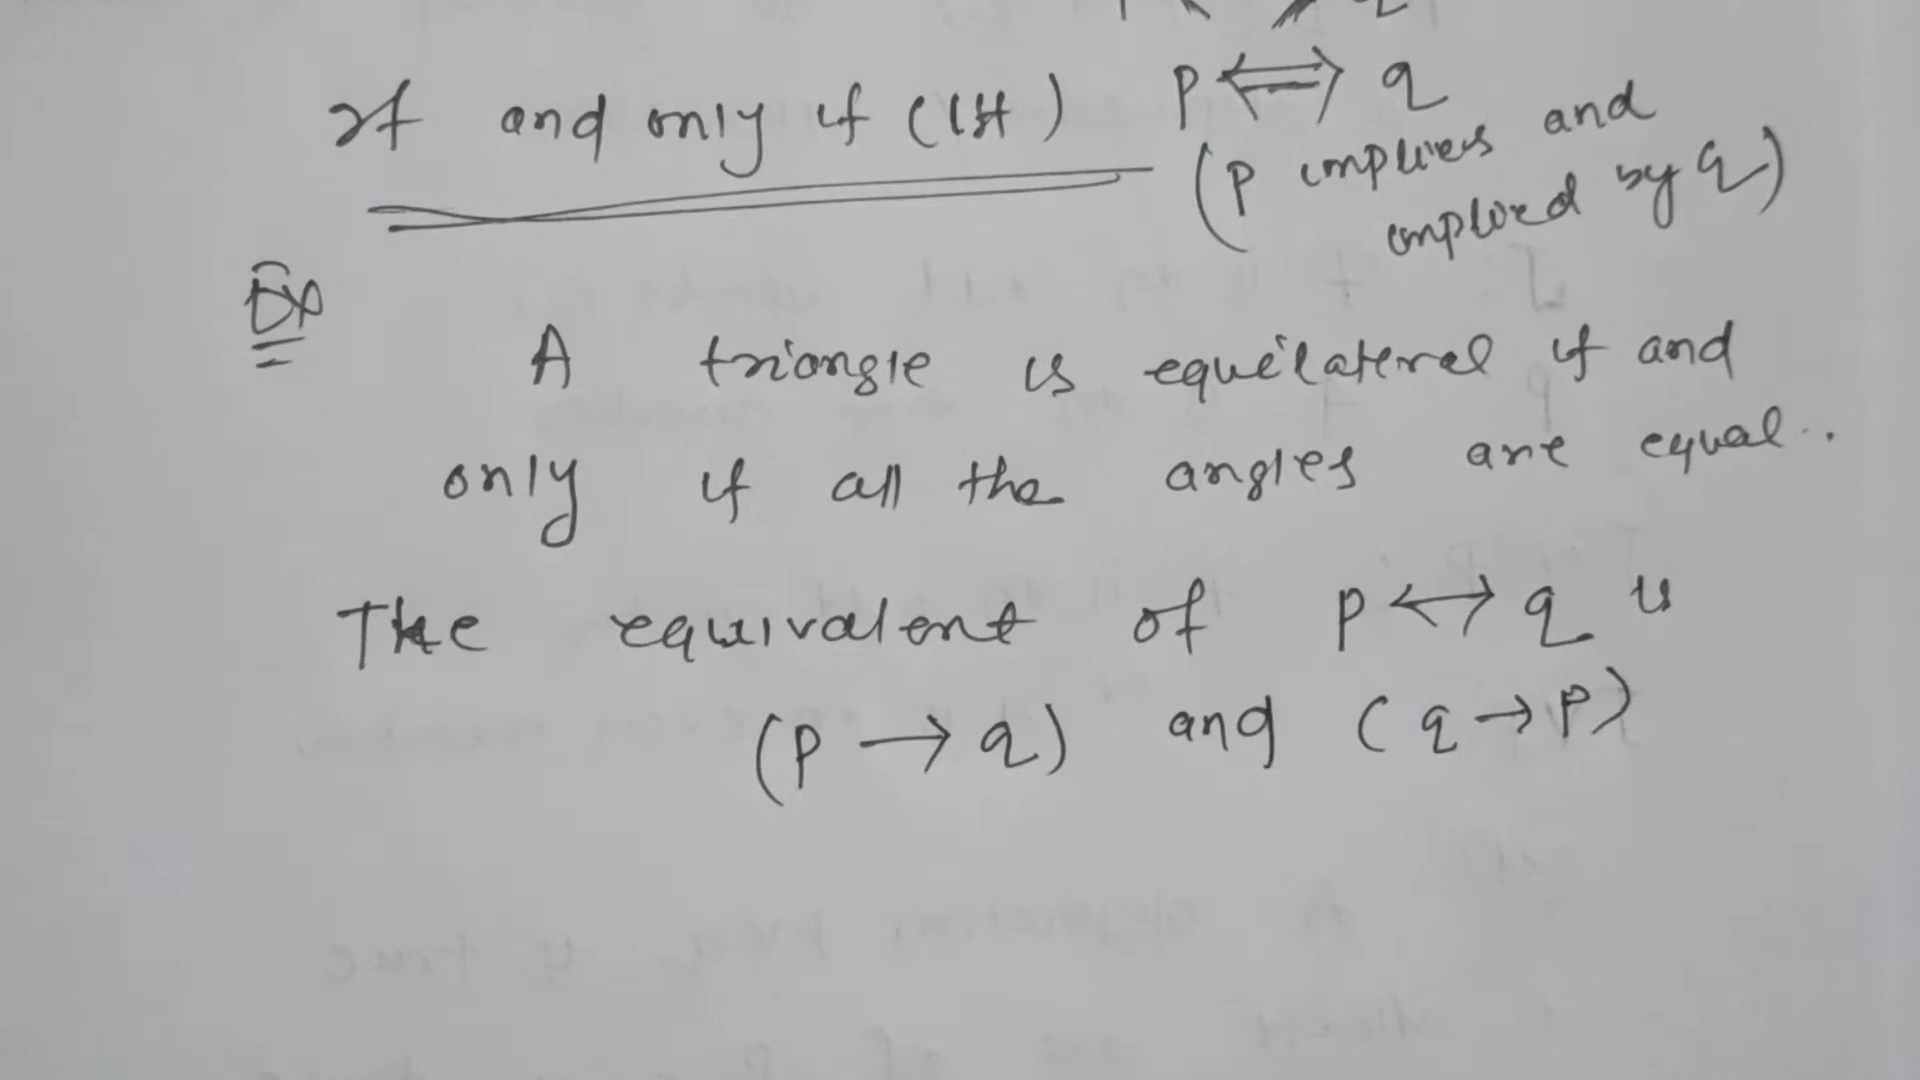 If and only if (iff) p ⟺ q
(p implies and
implied by q)
Ex
A triangle is equilateral if and
only if all the angles are equal..
The equivalent of p ↔ q is
(p → q) and (q → p)